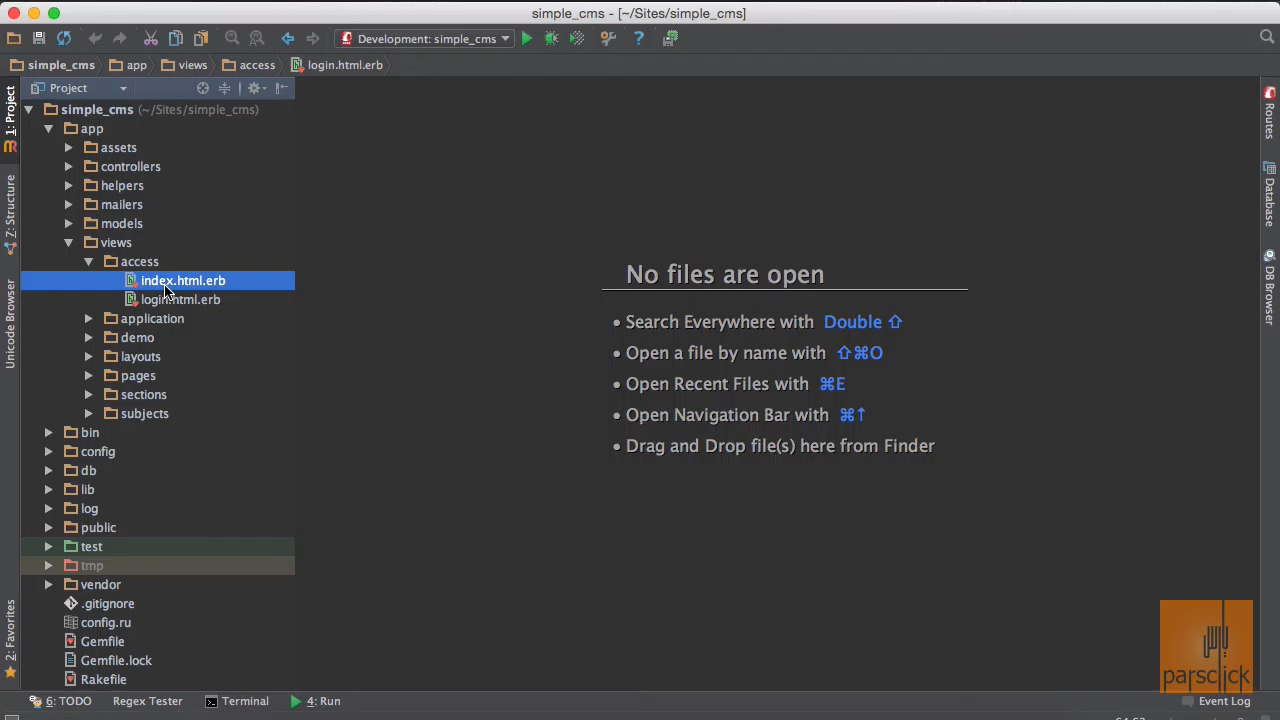 simple_cms - [~/Sites/simple_cms]
Development: simple_cms
simple_cms app views access login.html.erb
1: Project
Z: Structure
Unicode Browser
2: Favorites
Project
simple_cms (~/Sites/simple_cms)
app
assets
controllers
helpers
mailers
models
views
access
index.html.erb
login.html.erb
application
demo
layouts
pages
sections
subjects
bin
config
db
lib
log
public
test
tmp
vendor
.gitignore
config.ru
Gemfile
Gemfile.lock
Rakefile
No files are open
• Search Everywhere with Double ⇧
• Open a file by name with ⇧⌘O
• Open Recent Files with ⌘E
• Open Navigation Bar with ⌘↑
• Drag and Drop file(s) here from Finder
Routes
Database
DB Browser
parsclick
6: TODO Regex Tester Terminal 4: Run Event Log